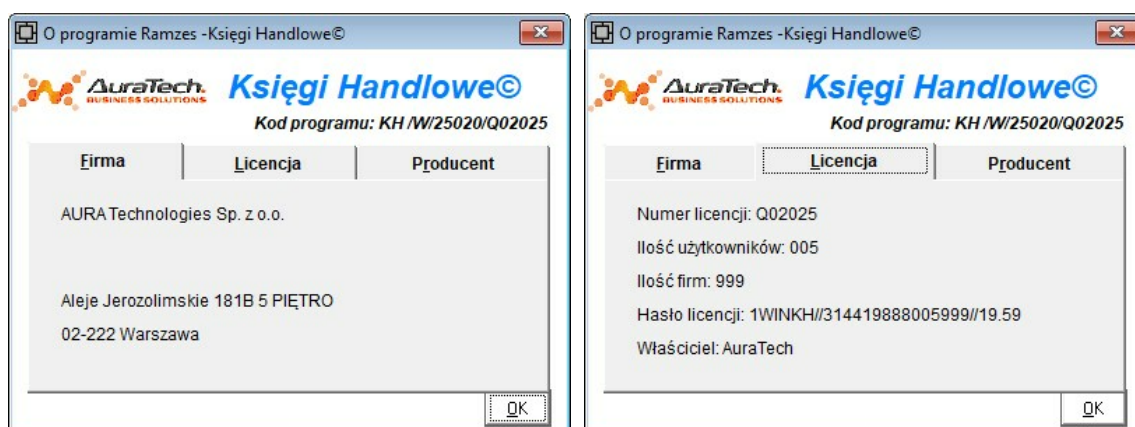 O programie Ramzes -Księgi Handlowe©
AuraTech.
BUSINESS SOLUTIONS
Księgi Handlowe©
Kod programu: KH /W/25020/Q02025
Firma
Licencja
Producent
AURA Technologies Sp. z o.o.
Aleje Jerozolimskie 181B 5 PIĘTRO
02-222 Warszawa
OK
O programie Ramzes -Księgi Handlowe©
AuraTech.
BUSINESS SOLUTIONS
Księgi Handlowe©
Kod programu: KH /W/25020/Q02025
Firma
Licencja
Producent
Numer licencji: Q02025
Ilość użytkowników: 005
Ilość firm: 999
Hasło licencji: 1WINKH//314419888005999//19.59
Właściciel: AuraTech
OK